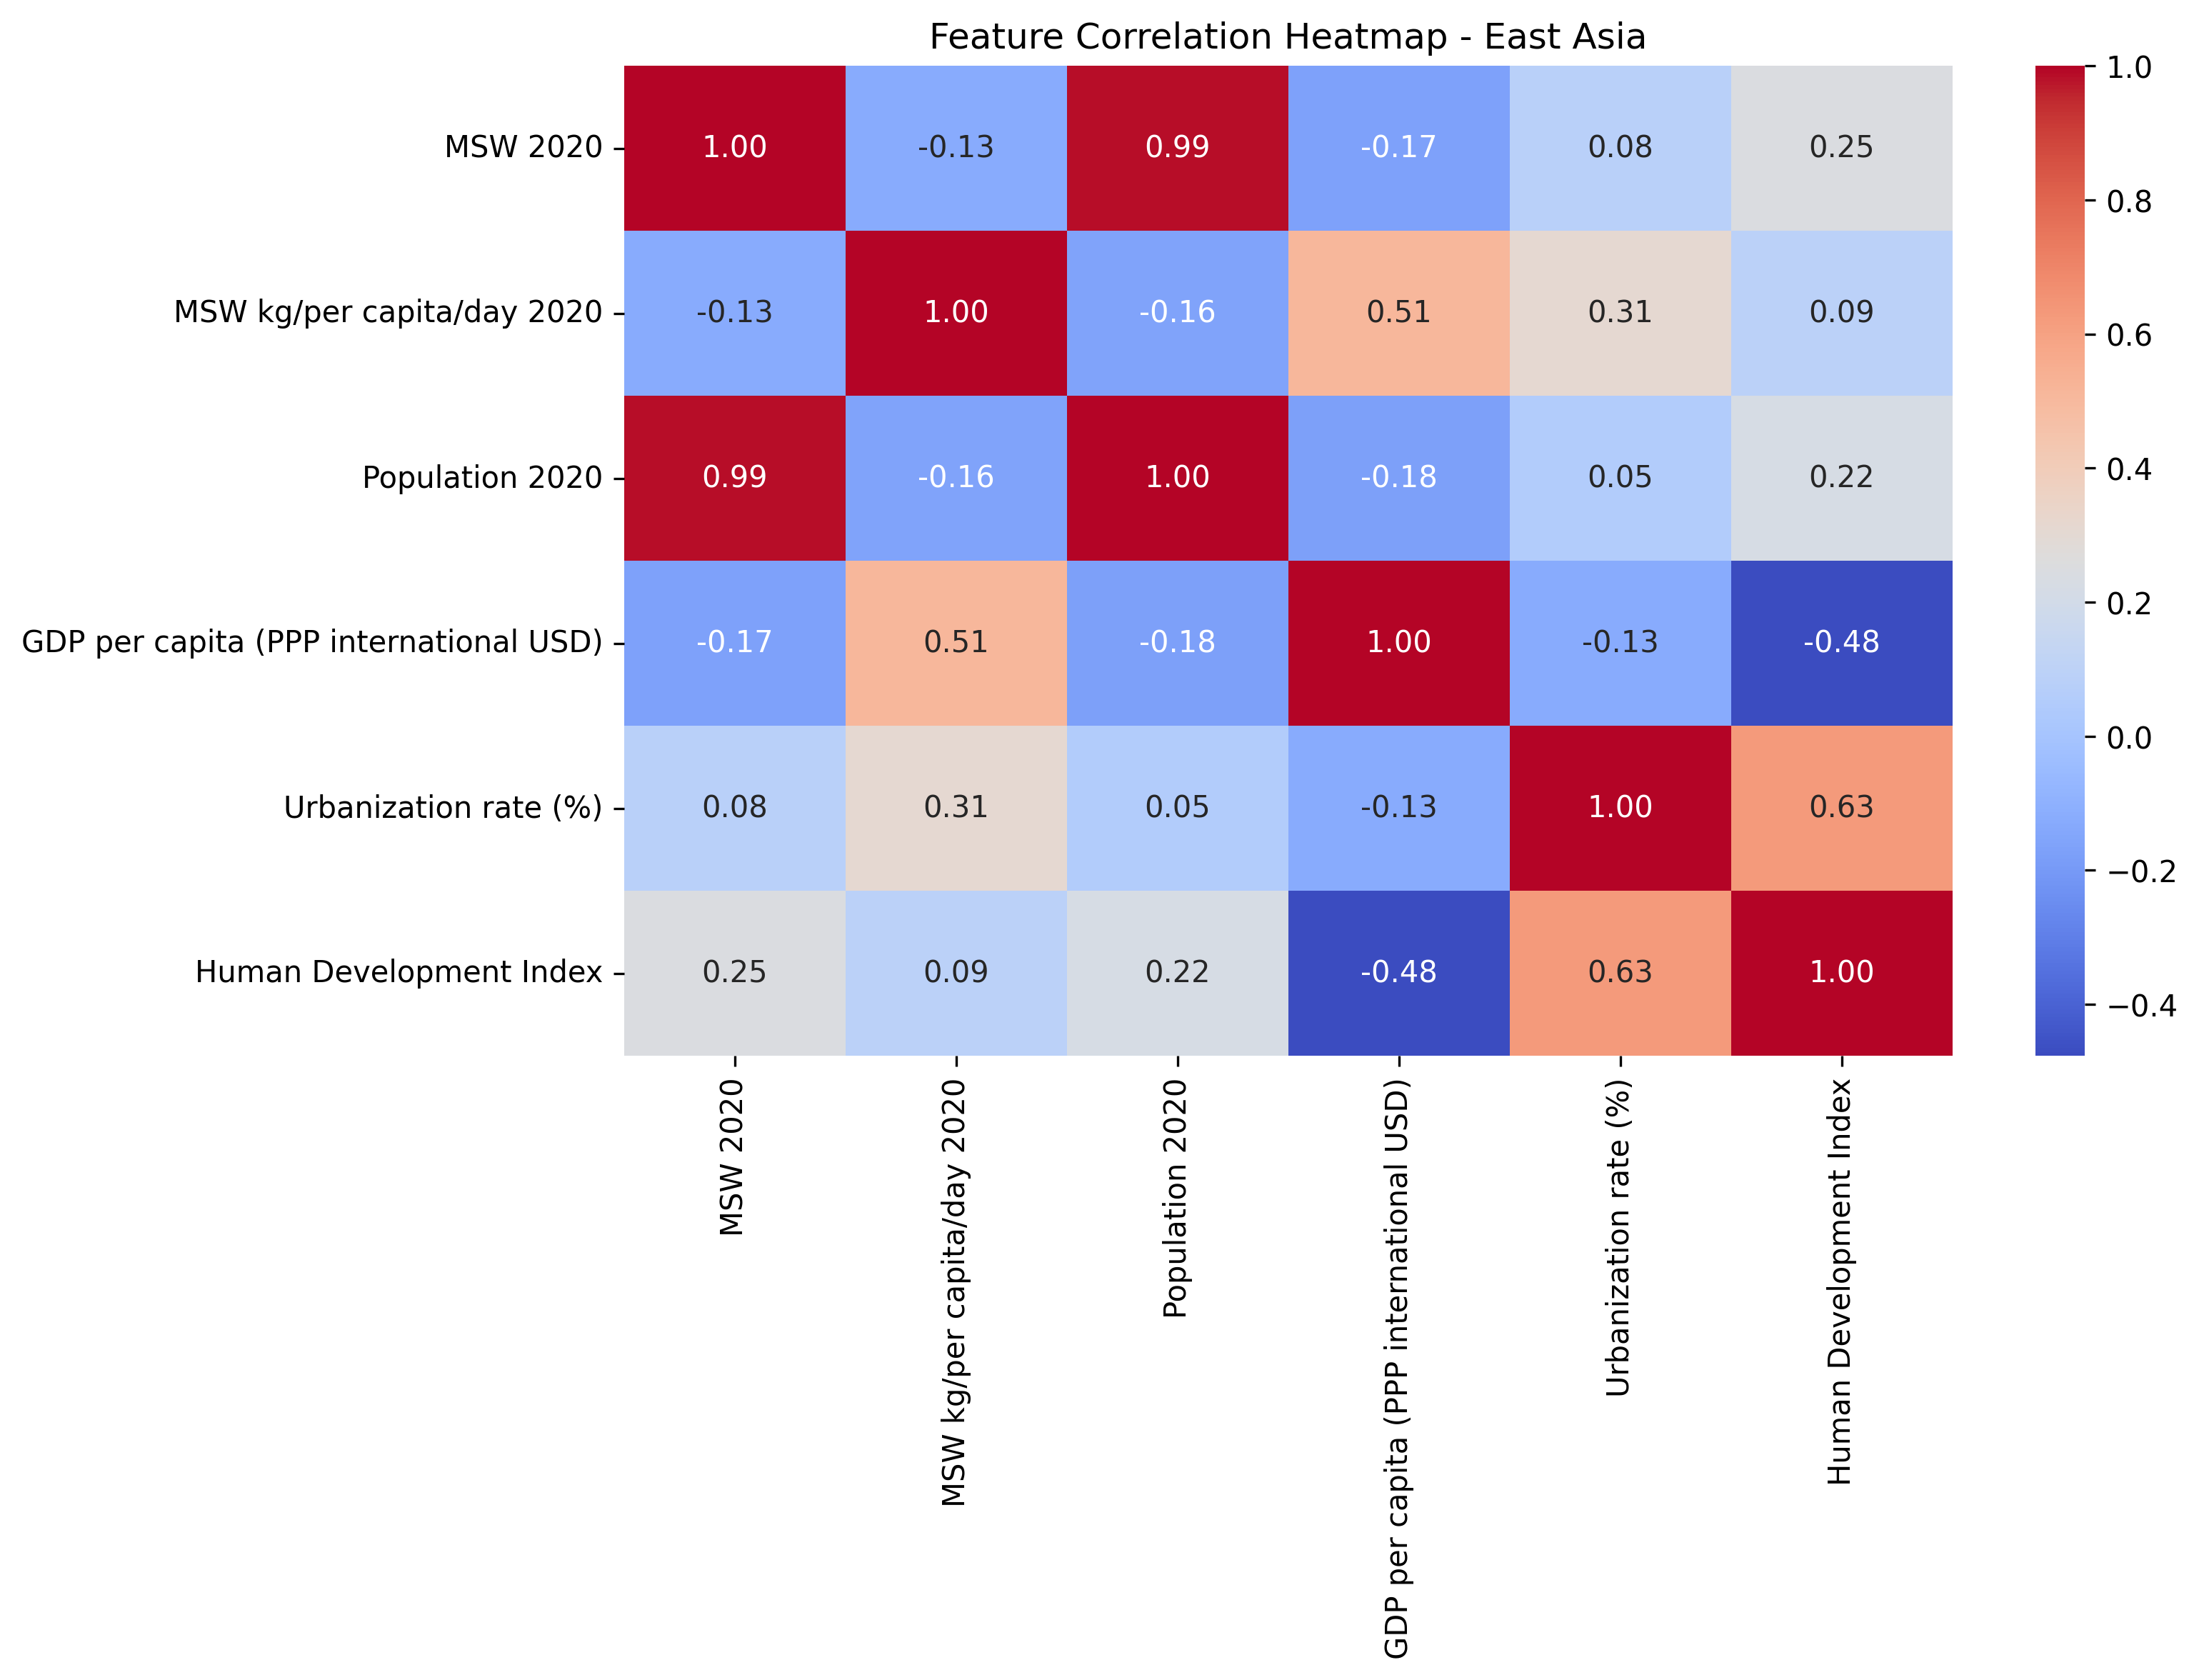 Feature Correlation Heatmap - East Asia
MSW 2020 1.00 -0.13 0.99 -0.17 0.08 0.25
MSW kg/per capita/day 2020 -0.13 1.00 -0.16 0.51 0.31 0.09
Population 2020 0.99 -0.16 1.00 -0.18 0.05 0.22
GDP per capita (PPP international USD) -0.17 0.51 -0.18 1.00 -0.13 -0.48
Urbanization rate (%) 0.08 0.31 0.05 -0.13 1.00 0.63
Human Development Index 0.25 0.09 0.22 -0.48 0.63 1.00
MSW 2020
MSW kg/per capita/day 2020
Population 2020
GDP per capita (PPP international USD)
Urbanization rate (%)
Human Development Index
1.0
0.8
0.6
0.4
0.2
0.0
−0.2
−0.4